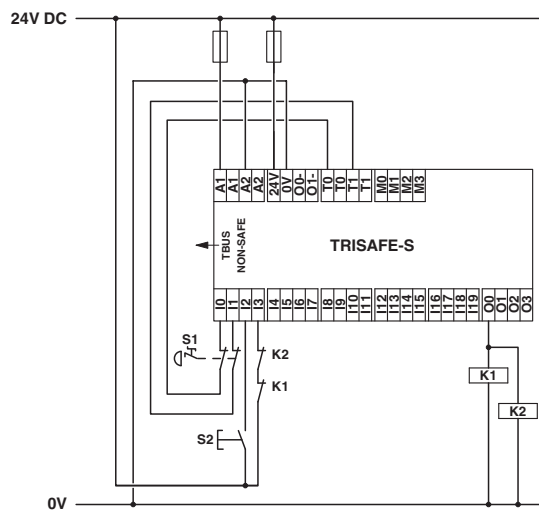 24V DC
A1 A1 A2 A2 24V 0V O0- O1- T0 T0 T1 T1 M0 M1 M2 M3
TBUS
NON-SAFE
TRISAFE-S
I0 I1 I2 I3 I4 I5 I6 I7 I8 I9 I10 I11 I12 I13 I14 I15 I16 I17 I18 I19 O0 O1 O2 O3
S1
K2
K1
K1
K2
S2
0V